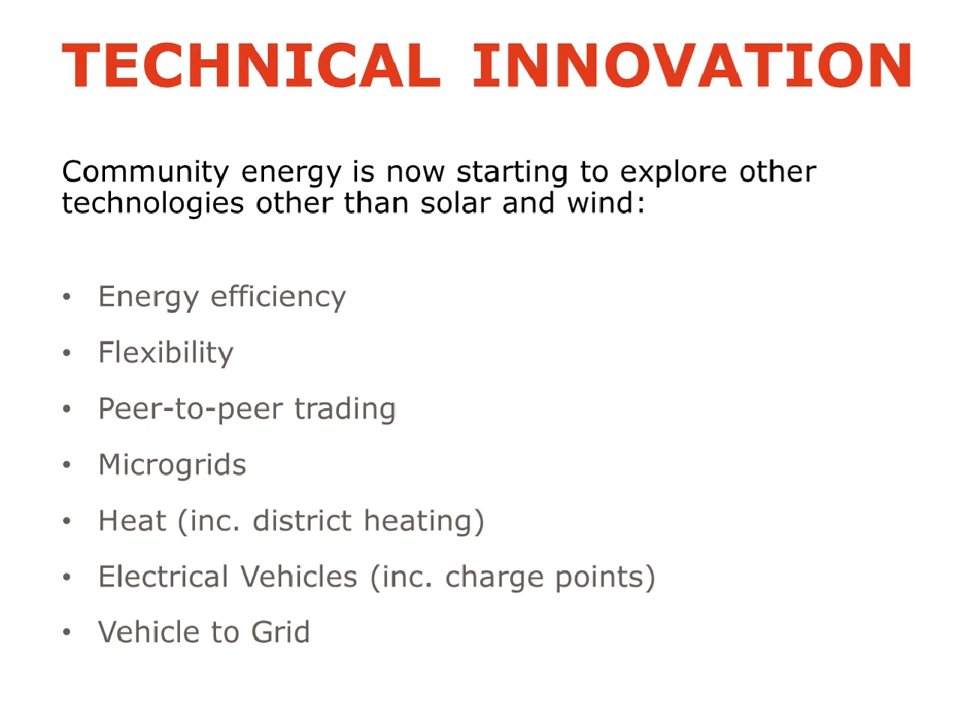 TECHNICAL INNOVATION
Community energy is now starting to explore other
technologies other than solar and wind:
• Energy efficiency
• Flexibility
• Peer-to-peer trading
• Microgrids
• Heat (inc. district heating)
• Electrical Vehicles (inc. charge points)
• Vehicle to Grid